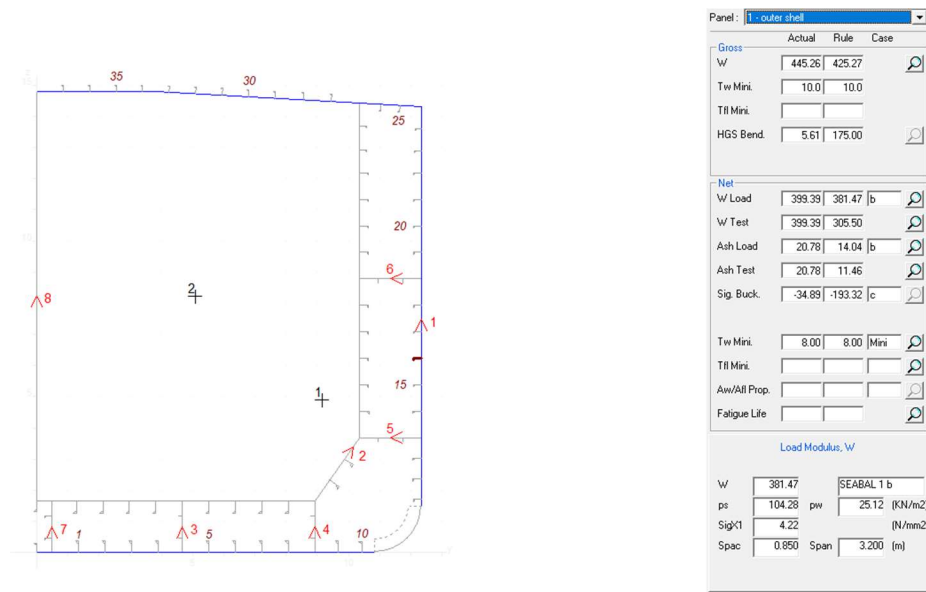 35
30
25
20
6
2
8
1
1
15
5
2
7
1
3
5
4
10
Panel : 1 - outer shell
Actual Rule Case
Gross
W 445.26 425.27
Tw Mini. 10.0 10.0
Tfl Mini.
HGS Bend. 5.61 175.00
Net
W Load 399.39 381.47 b
W Test 399.39 305.50
Ash Load 20.78 14.04 b
Ash Test 20.78 11.46
Sig. Buck. -34.89 -193.32 c
Tw Mini. 8.00 8.00 Mini
Tfl Mini.
Aw/Afl Prop.
Fatigue Life
Load Modulus, W
W 381.47 SEABAL 1 b
ps 104.28 pw 25.12 (KN/m2)
SigX1 4.22 (N/mm2
Spac 0.850 Span 3.200 (m)